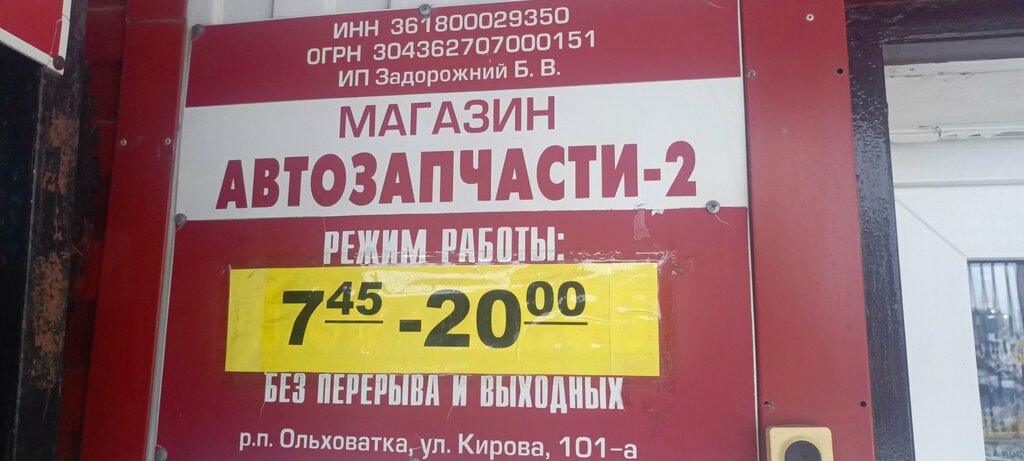 ИНН 361800029350
ОГРН 304362707000151
ИП Задорожний Б. В.
МАГАЗИН
АВТОЗАПЧАСТИ-2
РЕЖИМ РАБОТЫ:
7⁴⁵ -20⁰⁰
БЕЗ ПЕРЕРЫВА И ВЫХОДНЫХ
р.п. Ольховатка, ул. Кирова, 101-а